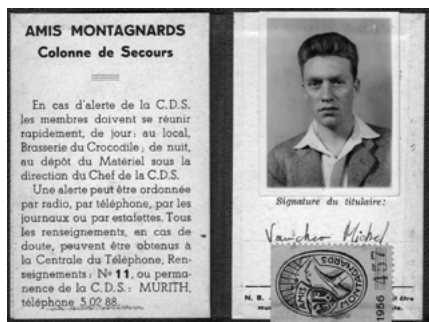 AMIS MONTAGNARDS
Colonne de Secours
En cas d'alerte de la C.D.S.
les membres doivent se réunir
rapidement, de jour: au local,
Brasserie du Crocodile; de nuit,
au dépôt du Matériel sous la
direction du Chef de la C.D.S.
Une alerte peut être ordonnée
par radio, par téléphone, par les
journaux ou par estafettes. Tous
les renseignements, en cas de
doute, peuvent être obtenus à
la Centrale du Téléphone, Ren-
seignements: N° 11, ou perma-
nence de la C.D.S.: MURITH,
téléphone 5.02 88.
Signature du titulaire:
Michel
N. B.
être
AMIS MONTAGNARDS
1966 457